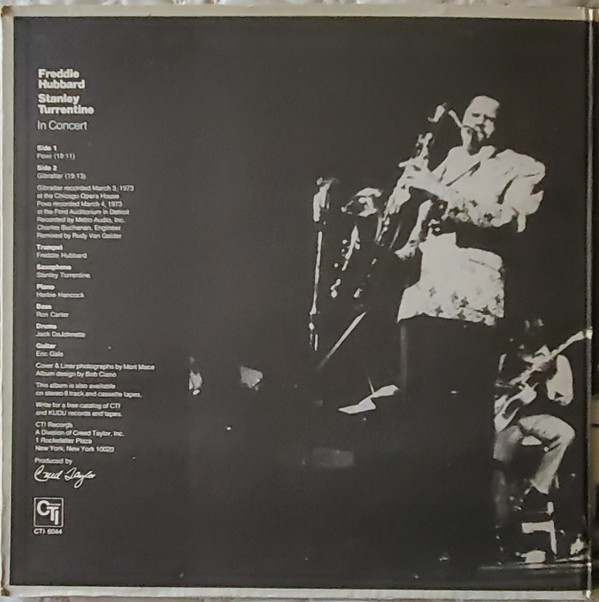 Freddie
Hubbard
Stanley
Turrentine
In Concert
Side 1
Povo (19:11)
Side 2
Gibraltar (19:13)
Gibraltar recorded March 3, 1973
at the Chicago Opera House
Povo recorded March 4, 1973
at the Ford Auditorium in Detroit
Recorded by Metro Audio, Inc.
Charles Buchanan, Engineer
Remixed by Rudy Van Gelder
Trumpet
Freddie Hubbard
Saxophone
Stanley Turrentine
Piano
Herbie Hancock
Bass
Ron Carter
Drums
Jack DeJohnette
Guitar
Eric Gale
Cover & Liner photographs by Mort Mace
Album design by Bob Ciano
This album is also available
on stereo 8 track and cassette tapes.
Write for a free catalog of CTI
and KUDU records and tapes.
CTI Records
A Division of Creed Taylor, Inc.
1 Rockefeller Plaza
New York, New York 10020
Produced by
Creed Taylor
CTI
CTI 6044